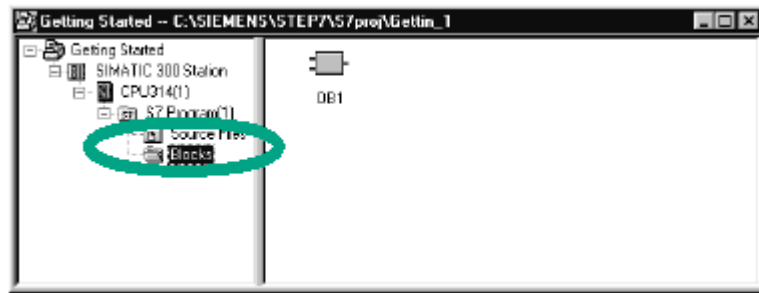 Getting Started -- C:\SIEMENS\STEP7\S7proj\Gettin_1
Getting Started
SIMATIC 300 Station
CPU314(1)
S7 Program(1)
Source Files
Blocks
OB1